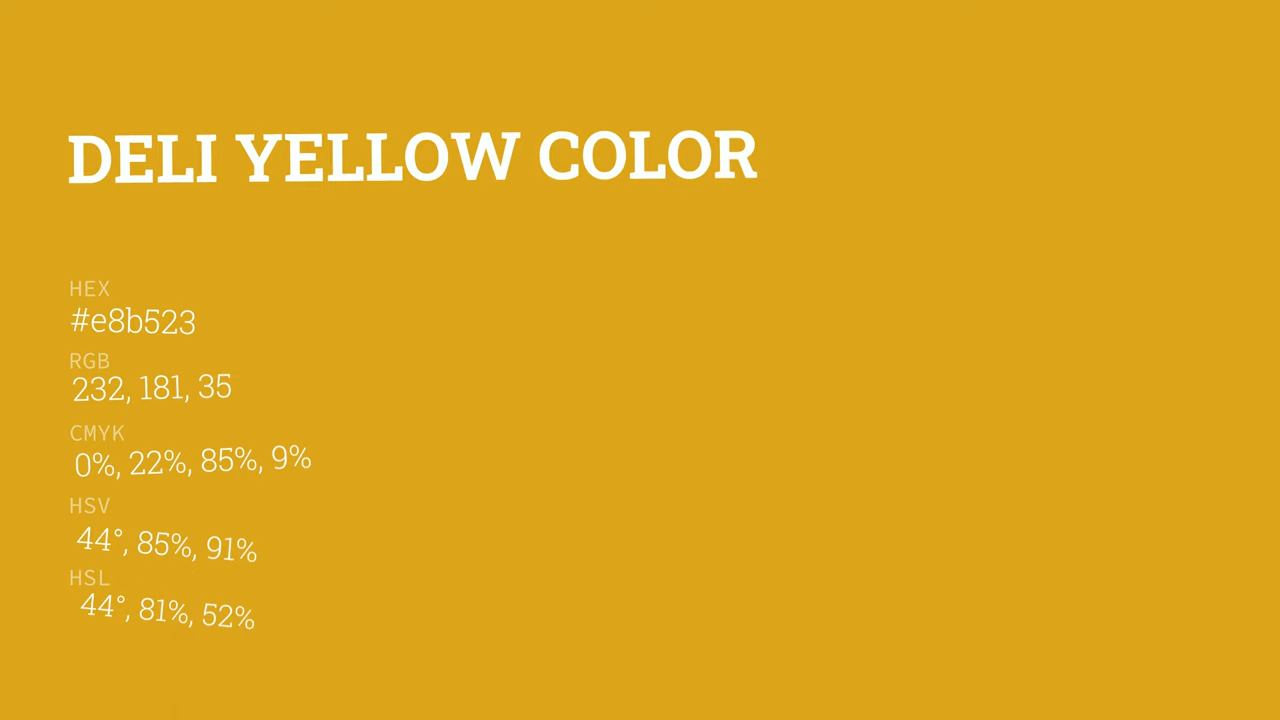 DELI YELLOW COLOR
HEX
#e8b523
RGB
232, 181, 35
CMYK
0%, 22%, 85%, 9%
HSV
44°, 85%, 91%
HSL
44°, 81%, 52%